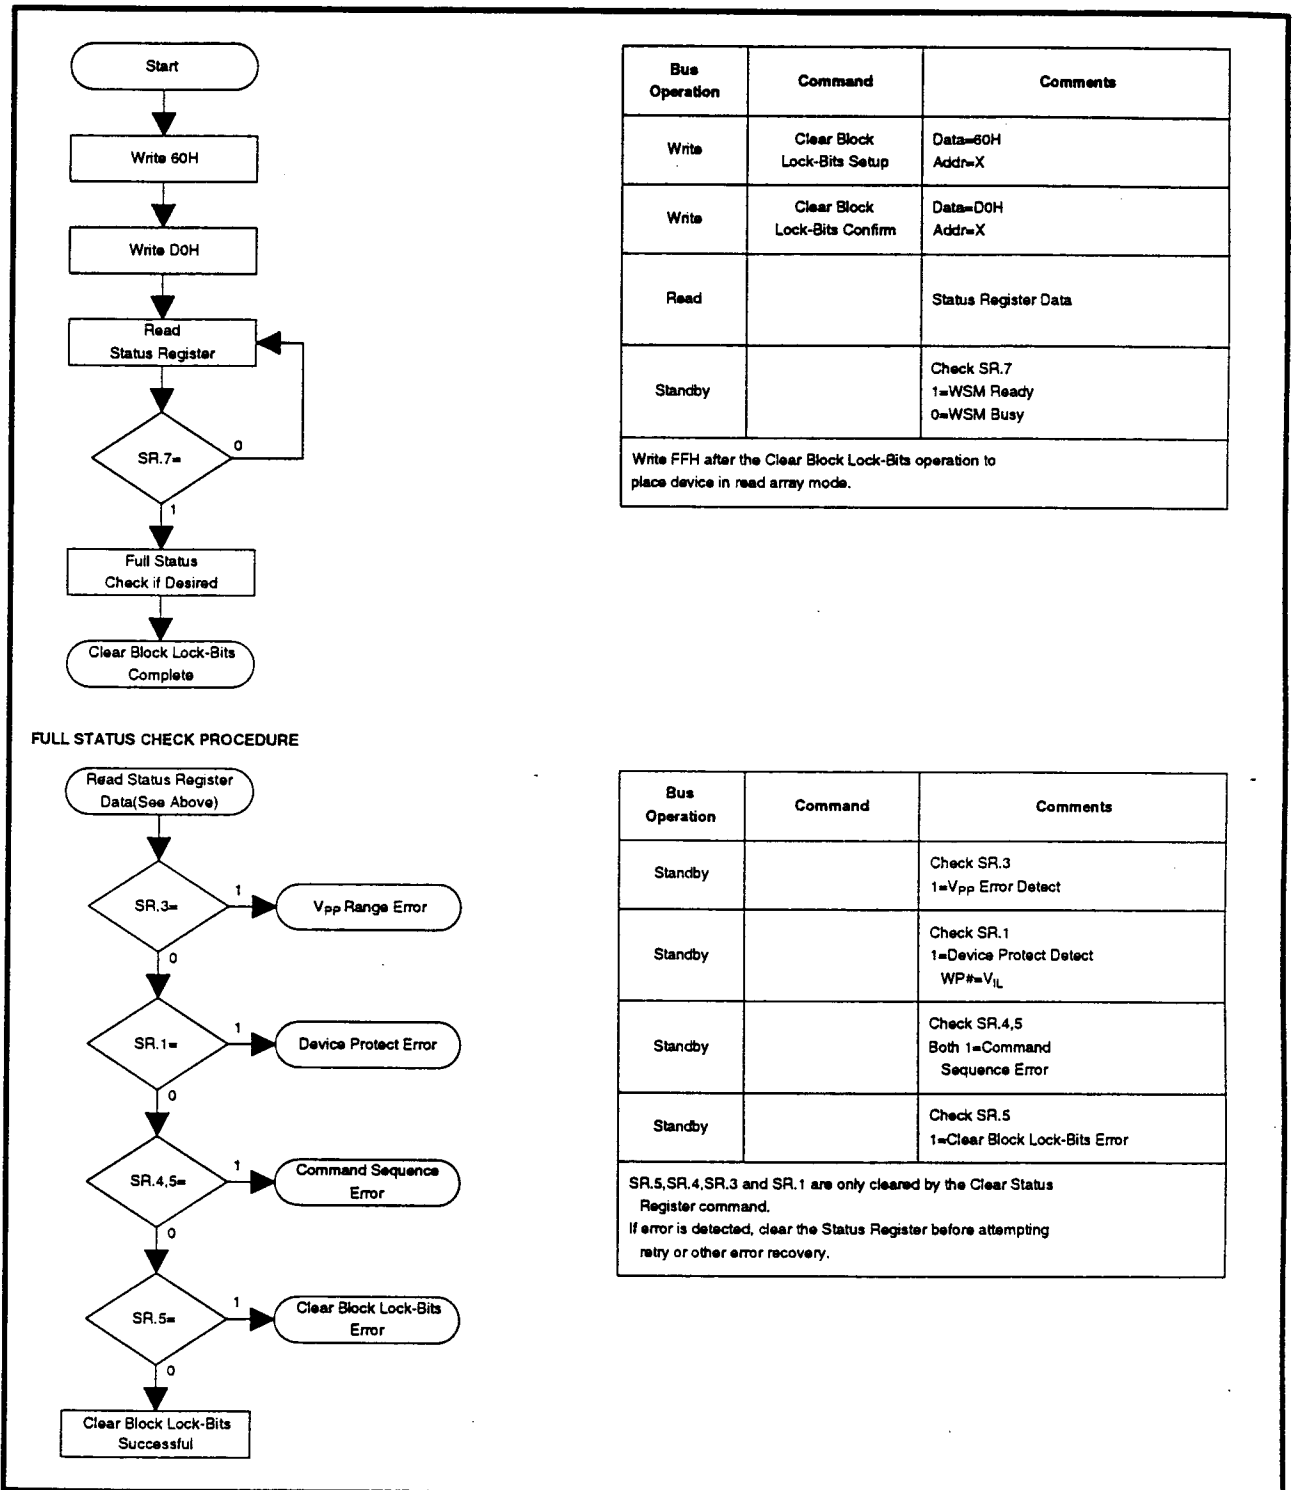 Start
Write 60H
Write D0H
Read
Status Register
SR.7=
0
1
Full Status
Check if Desired
Clear Block Lock-Bits
Complete
Bus
Operation
Command
Comments
Write
Clear Block
Lock-Bits Setup
Data=60H
Addr=X
Write
Clear Block
Lock-Bits Confirm
Data=D0H
Addr=X
Read
Status Register Data
Standby
Check SR.7
1=WSM Ready
0=WSM Busy
Write FFH after the Clear Block Lock-Bits operation to
place device in read array mode.
FULL STATUS CHECK PROCEDURE
Read Status Register
Data(See Above)
SR.3=
1
VPP Range Error
0
SR.1=
1
Device Protect Error
0
SR.4,5=
1
Command Sequence
Error
0
SR.5=
1
Clear Block Lock-Bits
Error
0
Clear Block Lock-Bits
Successful
Bus
Operation
Command
Comments
Standby
Check SR.3
1=VPP Error Detect
Standby
Check SR.1
1=Device Protect Detect
WP#=VIL
Standby
Check SR.4,5
Both 1=Command
Sequence Error
Standby
Check SR.5
1=Clear Block Lock-Bits Error
SR.5,SR.4,SR.3 and SR.1 are only cleared by the Clear Status
Register command.
If error is detected, clear the Status Register before attempting
retry or other error recovery.